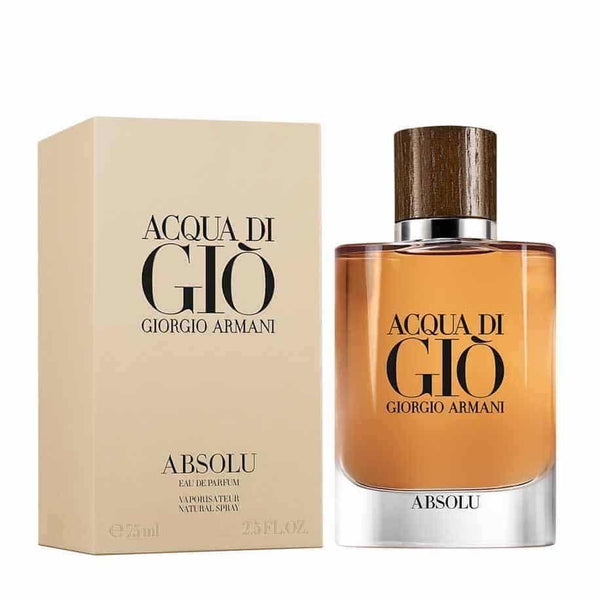 ACQUA DI
GIÒ
GIORGIO ARMANI
ABSOLU
EAU DE PARFUM
VAPORISATEUR
NATURAL SPRAY
℮75 ml 2.5 FL.OZ.
ACQUA DI
GIÒ
GIORGIO ARMANI
ABSOLU